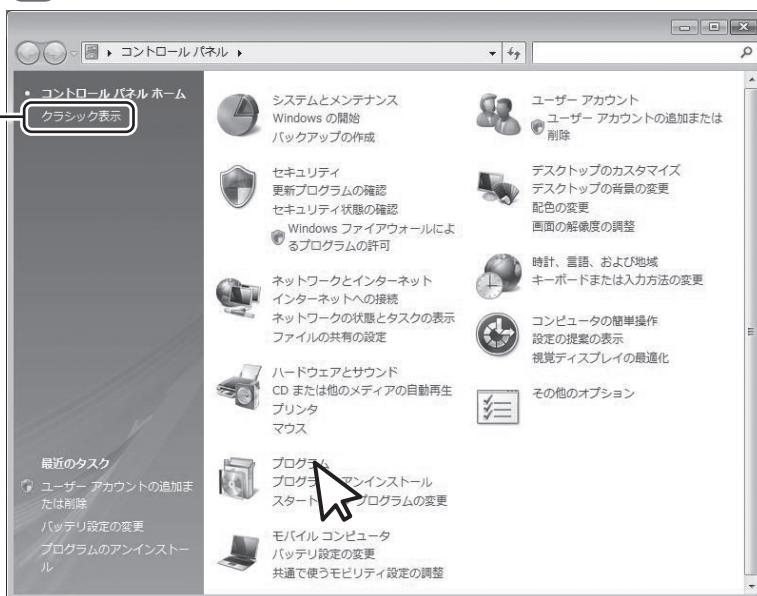 コントロール パネル
コントロール パネル ホーム
クラシック表示
システムとメンテナンス
Windows の開始
バックアップの作成
セキュリティ
更新プログラムの確認
セキュリティ状態の確認
Windows ファイアウォールによ
るプログラムの許可
ネットワークとインターネット
インターネットへの接続
ネットワークの状態とタスクの表示
ファイルの共有の設定
ハードウェアとサウンド
CD または他のメディアの自動再生
プリンタ
マウス
プログラム
プログラ アンインストール
スタート プログラムの変更
モバイル コンピュータ
バッテリ設定の変更
共通で使うモビリティ設定の調整
ユーザー アカウント
ユーザー アカウントの追加または
削除
デスクトップのカスタマイズ
デスクトップの背景の変更
配色の変更
画面の解像度の調整
時計、言語、および地域
キーボードまたは入力方法の変更
コンピュータの簡単操作
設定の提案の表示
視覚ディスプレイの最適化
その他のオプション
最近のタスク
ユーザー アカウントの追加ま
たは削除
バッテリ設定の変更
プログラムのアンインストー
ル